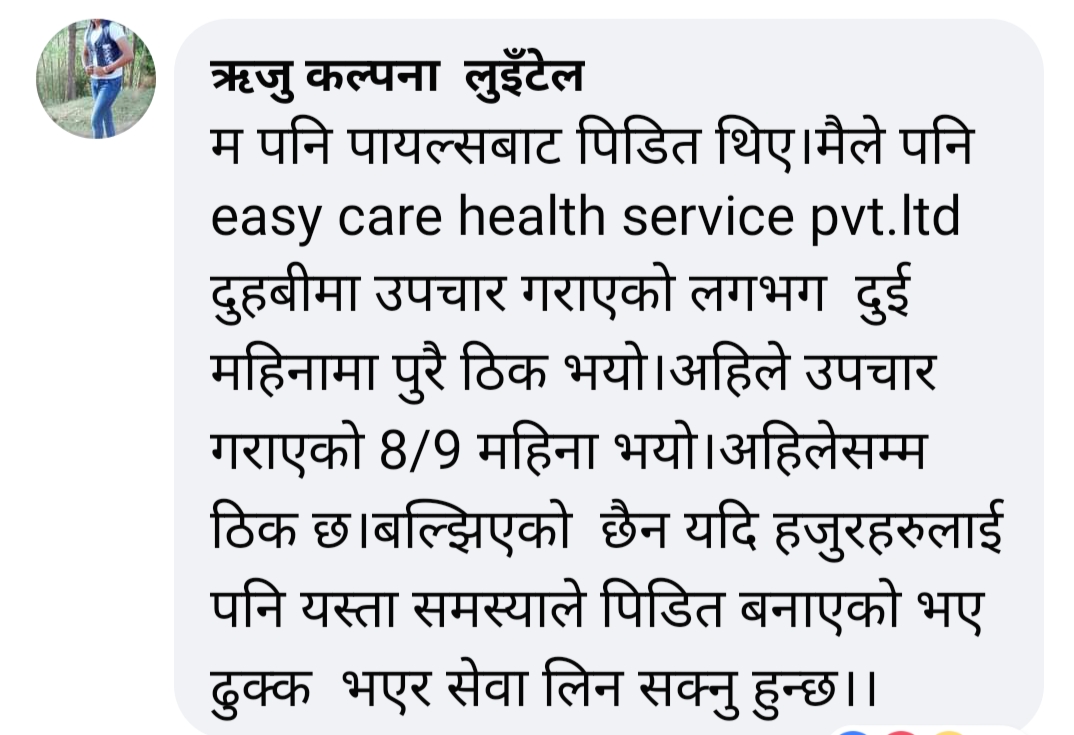 ऋजु कल्पना लुइँटेल
म पनि पायल्सबाट पिडित थिए।मैले पनि
easy care health service pvt.ltd
दुहबीमा उपचार गराएको लगभग दुई
महिनामा पुरै ठिक भयो।अहिले उपचार
गराएको 8/9 महिना भयो।अहिलेसम्म
ठिक छ।बल्झिएको छैन यदि हजुरहरुलाई
पनि यस्ता समस्याले पिडित बनाएको भए
ढुक्क भएर सेवा लिन सक्नु हुन्छ।।